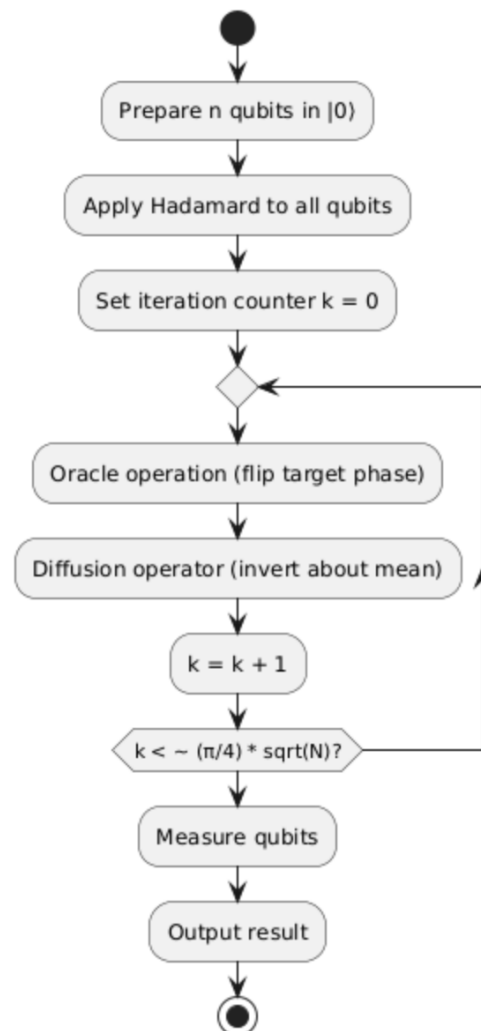 Prepare n qubits in |0⟩
Apply Hadamard to all qubits
Set iteration counter k = 0
Oracle operation (flip target phase)
Diffusion operator (invert about mean)
k = k + 1
k < ~ (π/4) * sqrt(N)?
Measure qubits
Output result